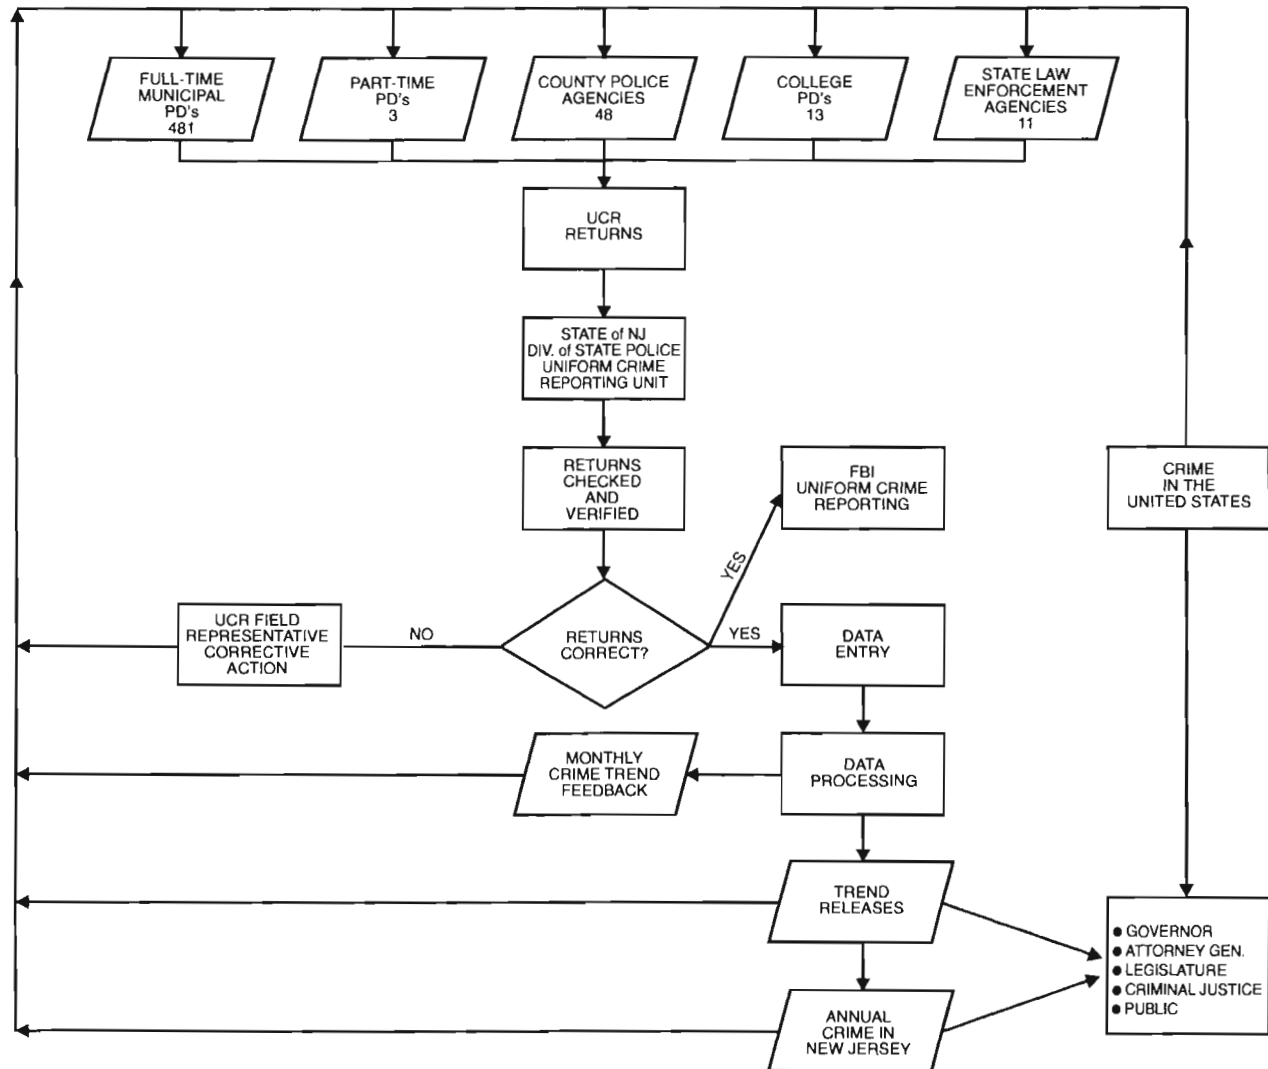 FULL-TIME
MUNICIPAL
PD's
481
PART-TIME
PD's
3
COUNTY POLICE
AGENCIES
48
COLLEGE
PD's
13
STATE LAW
ENFORCEMENT
AGENCIES
11
UCR
RETURNS
STATE of NJ
DIV. of STATE POLICE
UNIFORM CRIME
REPORTING UNIT
RETURNS
CHECKED
AND
VERIFIED
FBI
UNIFORM CRIME
REPORTING
CRIME
IN THE
UNITED STATES
YES
UCR FIELD
REPRESENTATIVE
CORRECTIVE
ACTION
NO
RETURNS
CORRECT?
YES
DATA
ENTRY
MONTHLY
CRIME TREND
FEEDBACK
DATA
PROCESSING
TREND
RELEASES
● GOVERNOR
● ATTORNEY GEN.
● LEGISLATURE
● CRIMINAL JUSTICE
● PUBLIC
ANNUAL
CRIME IN
NEW JERSEY